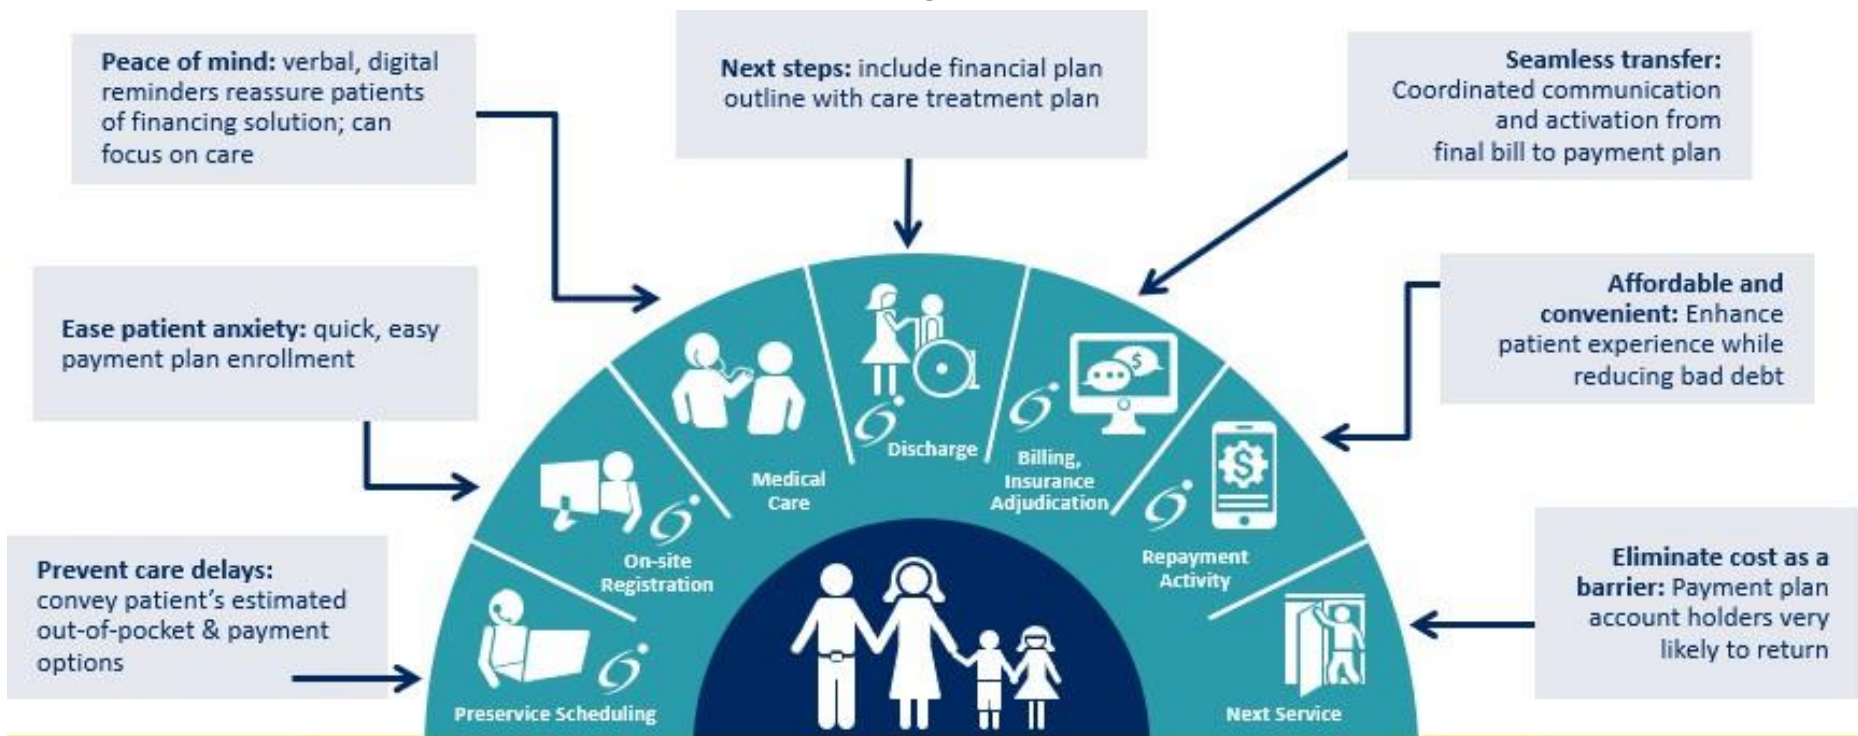 Peace of mind: verbal, digital
reminders reassure patients
of financing solution; can
focus on care
Next steps: include financial plan
outline with care treatment plan
Seamless transfer:
Coordinated communication
and activation from
final bill to payment plan
Ease patient anxiety: quick, easy
payment plan enrollment
Affordable and
convenient: Enhance
patient experience while
reducing bad debt
Prevent care delays:
convey patient’s estimated
out-of-pocket & payment
options
Eliminate cost as a
barrier: Payment plan
account holders very
likely to return
Preservice Scheduling
On-site
Registration
Medical
Care
Discharge
Billing,
Insurance
Adjudication
Repayment
Activity
Next Service
$
$